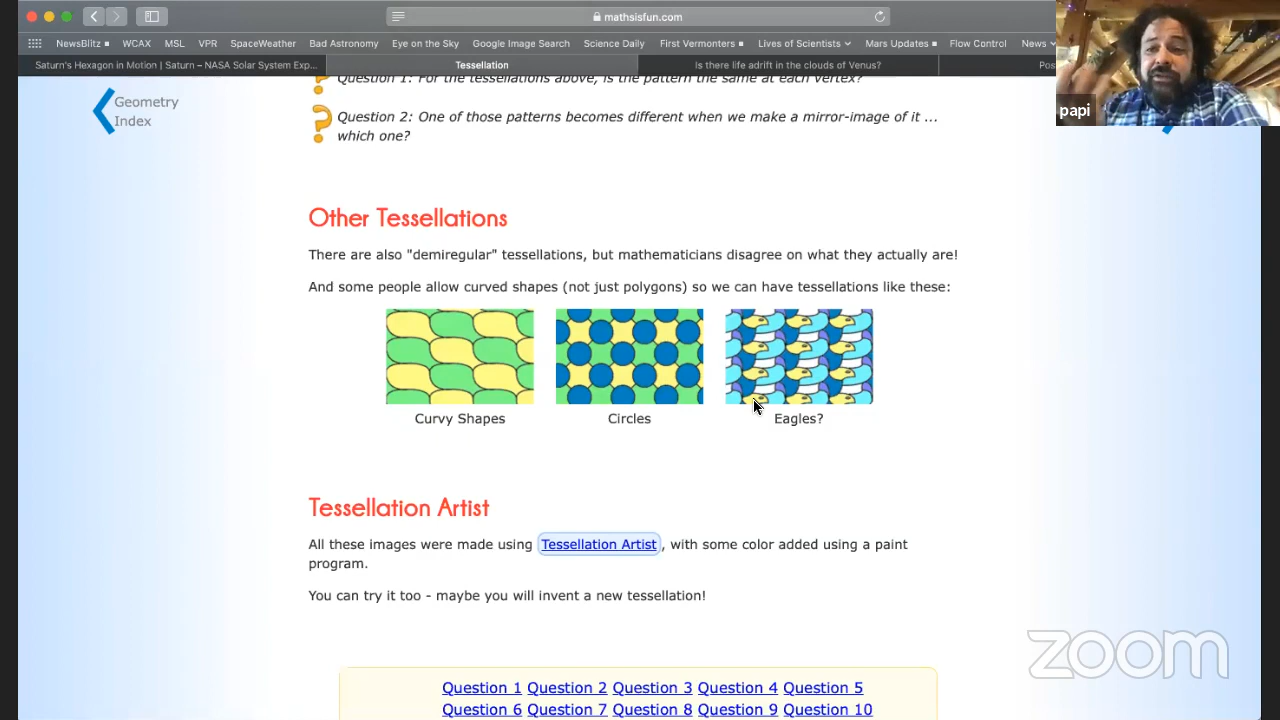 mathsisfun.com
NewsBlitz WCAX MSL VPR SpaceWeather Bad Astronomy Eye on the Sky Google Image Search Science Daily First Vermonters Lives of Scientists Mars Updates Flow Control News
Saturn's Hexagon in Motion | Saturn – NASA Solar System Exp... Tessellation Is there life adrift in the clouds of Venus? Pos
papi
Geometry
Index
Question 1: For the tessellations above, is the pattern the same at each vertex?
Question 2: One of those patterns becomes different when we make a mirror-image of it ...
which one?
Other Tessellations
There are also "demiregular" tessellations, but mathematicians disagree on what they actually are!
And some people allow curved shapes (not just polygons) so we can have tessellations like these:
Curvy Shapes Circles Eagles?
Tessellation Artist
All these images were made using Tessellation Artist, with some color added using a paint
program.
You can try it too - maybe you will invent a new tessellation!
zoom
Question 1 Question 2 Question 3 Question 4 Question 5
Question 6 Question 7 Question 8 Question 9 Question 10